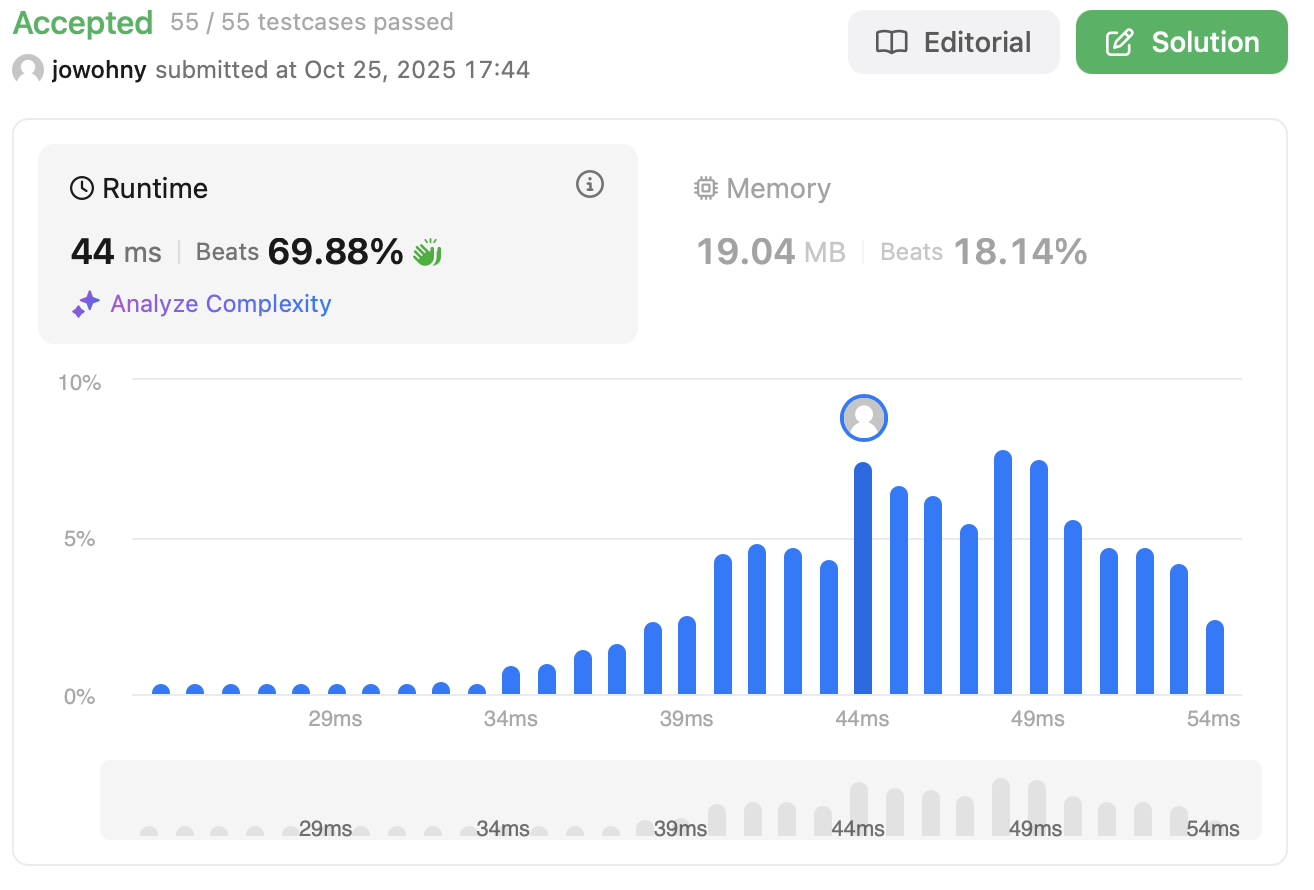 Accepted 55 / 55 testcases passed
Editorial
Solution
jowohny submitted at Oct 25, 2025 17:44
Runtime
Memory
44 ms Beats 69.88%
19.04 MB Beats 18.14%
Analyze Complexity
10%
5%
0%
29ms 34ms 39ms 44ms 49ms 54ms
29ms 34ms 39ms 44ms 49ms 54ms